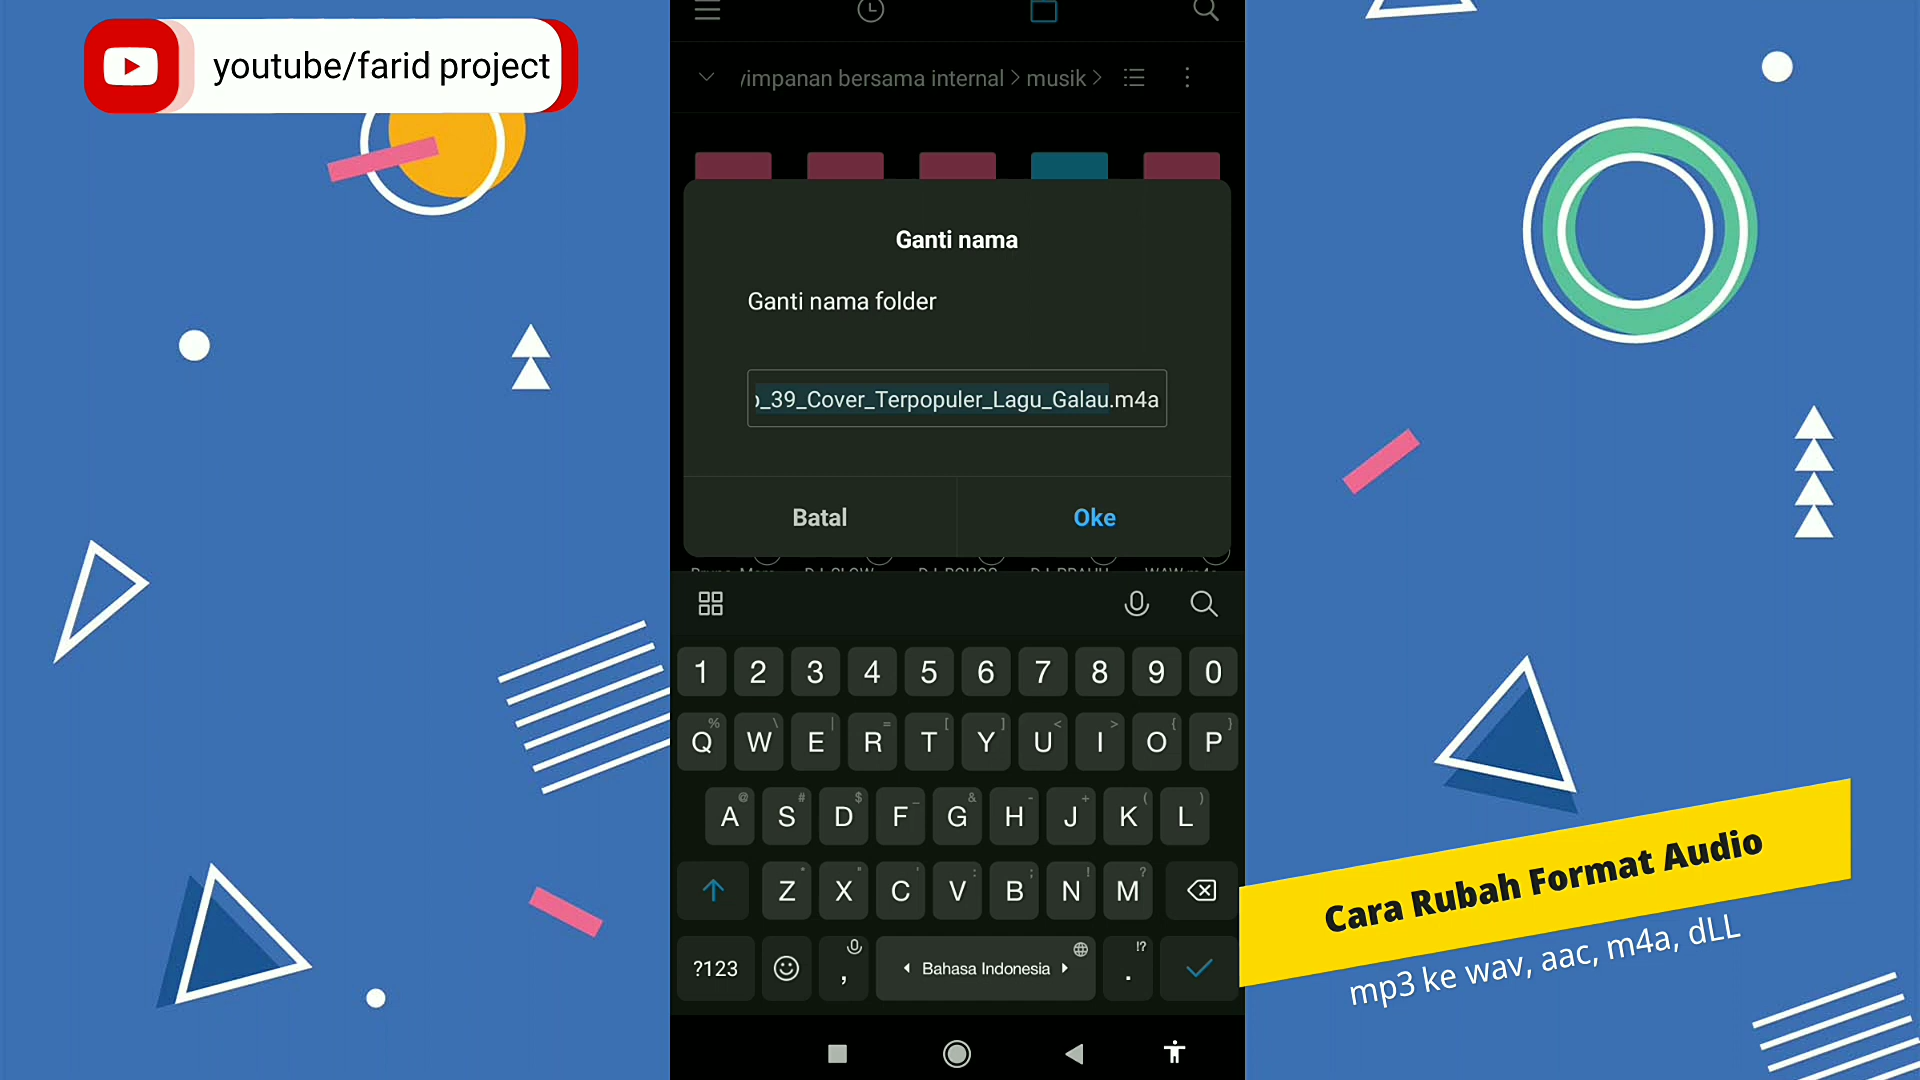 youtube/farid project
impanan bersama internal > musik >
Ganti nama
Ganti nama folder
_39_Cover_Terpopuler_Lagu_Galau.m4a
Batal
Oke
1 2 3 4 5 6 7 8 9 0
% \ | = [ ] < > { }
Q W E R T Y U I O P
@ # $ _ & - + ( )
A S D F G H J K L
* " ' : ; ! ?
Z X C V B N M
?123 , Bahasa Indonesia . !?
Cara Rubah Format Audio
mp3 ke wav, aac, m4a, dLL